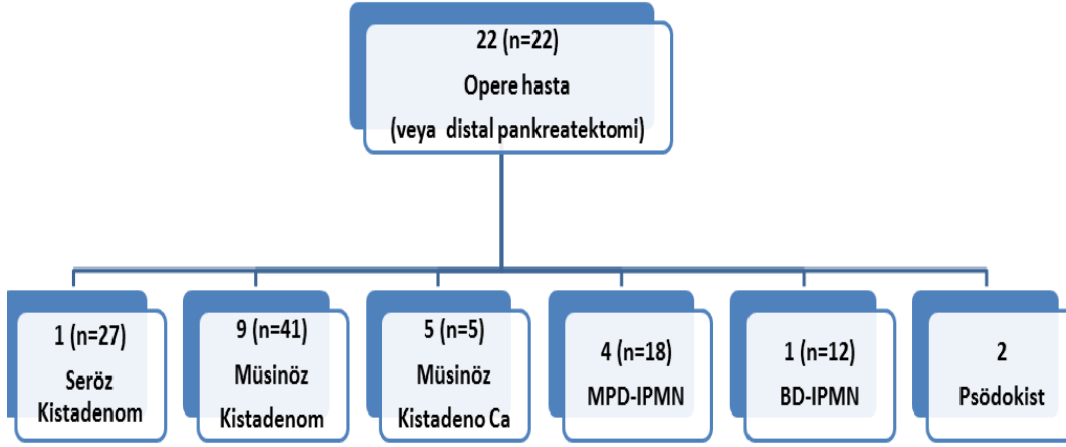 22 (n=22)
Opere hasta
(veya distal pankreatektomi)
1 (n=27)
Seröz
Kistadenom
9 (n=41)
Müsinöz
Kistadenom
5 (n=5)
Müsinöz
Kistadeno Ca
4 (n=18)
MPD-IPMN
1 (n=12)
BD-IPMN
2
Psödokist